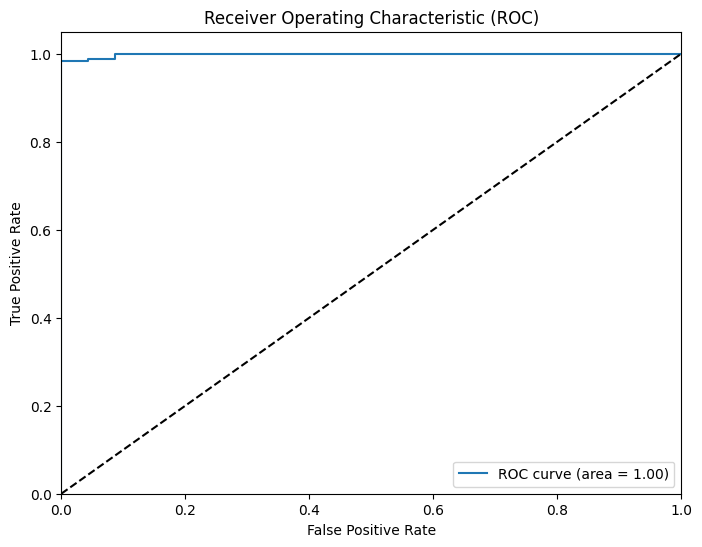 Receiver Operating Characteristic (ROC)
1.0
0.8
0.6
0.4
0.2
0.0
True Positive Rate
ROC curve (area = 1.00)
0.0 0.2 0.4 0.6 0.8 1.0
False Positive Rate